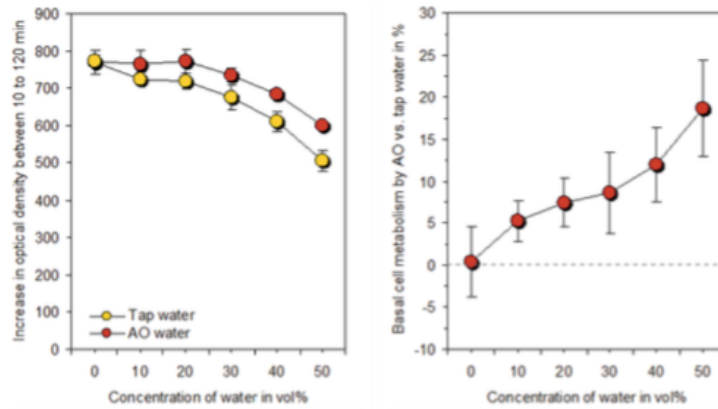 Increase in optical density between 10 to 120 min
900
800
700
600
500
400
300
200
100
0
Tap water
AO water
0 10 20 30 40 50
Concentration of water in vol%
Basal cell metabolism by AO vs. tap water in %
30
25
20
15
10
5
0
-5
-10
0 10 20 30 40 50
Concentration of water in vol%